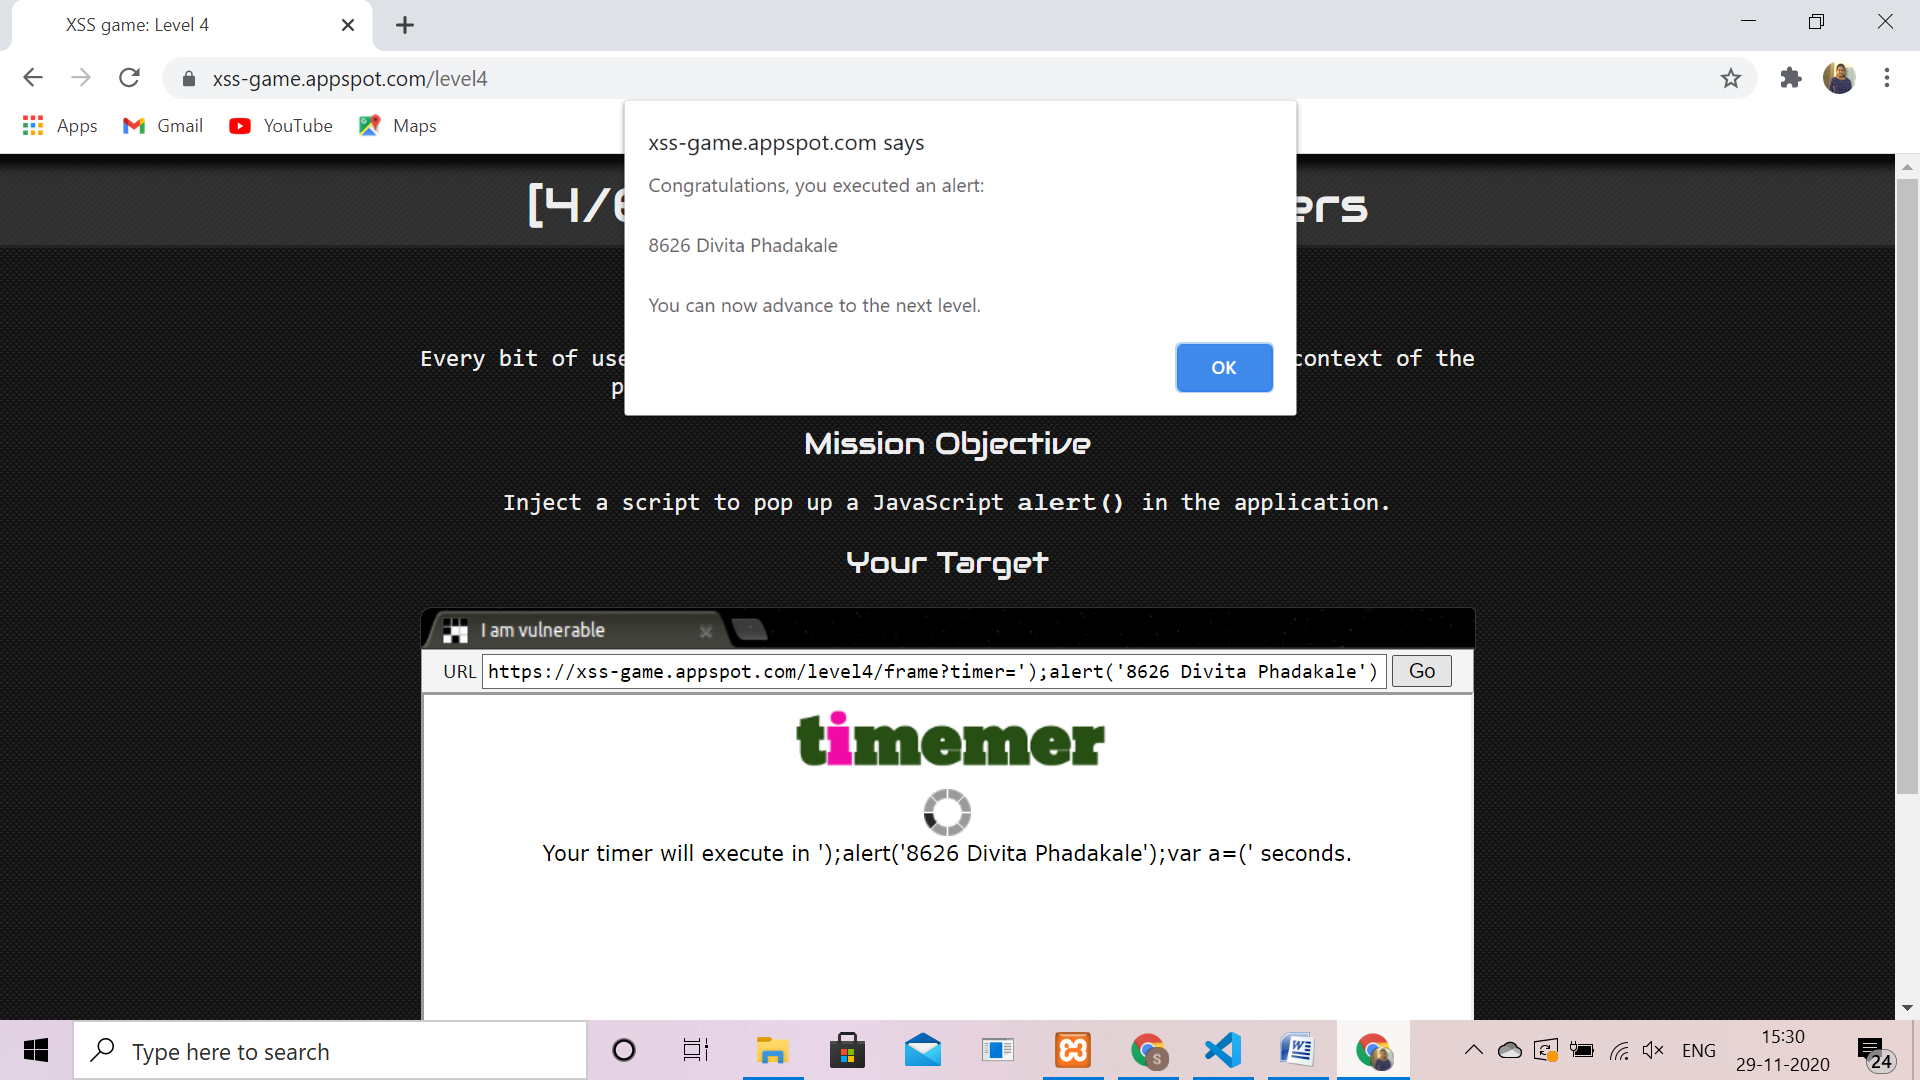 XSS game: Level 4
xss-game.appspot.com/level4
Apps Gmail YouTube Maps
xss-game.appspot.com says
Congratulations, you executed an alert:
8626 Divita Phadakale
You can now advance to the next level.
OK
[4/6 ers
Every bit of use context of the
p
Mission Objective
Inject a script to pop up a JavaScript alert() in the application.
Your Target
I am vulnerable
URL https://xss-game.appspot.com/level4/frame?timer=');alert('8626 Divita Phadakale') Go
timemer
Your timer will execute in ');alert('8626 Divita Phadakale');var a=(' seconds.
Type here to search
S
W
ENG
15:30
29-11-2020
24